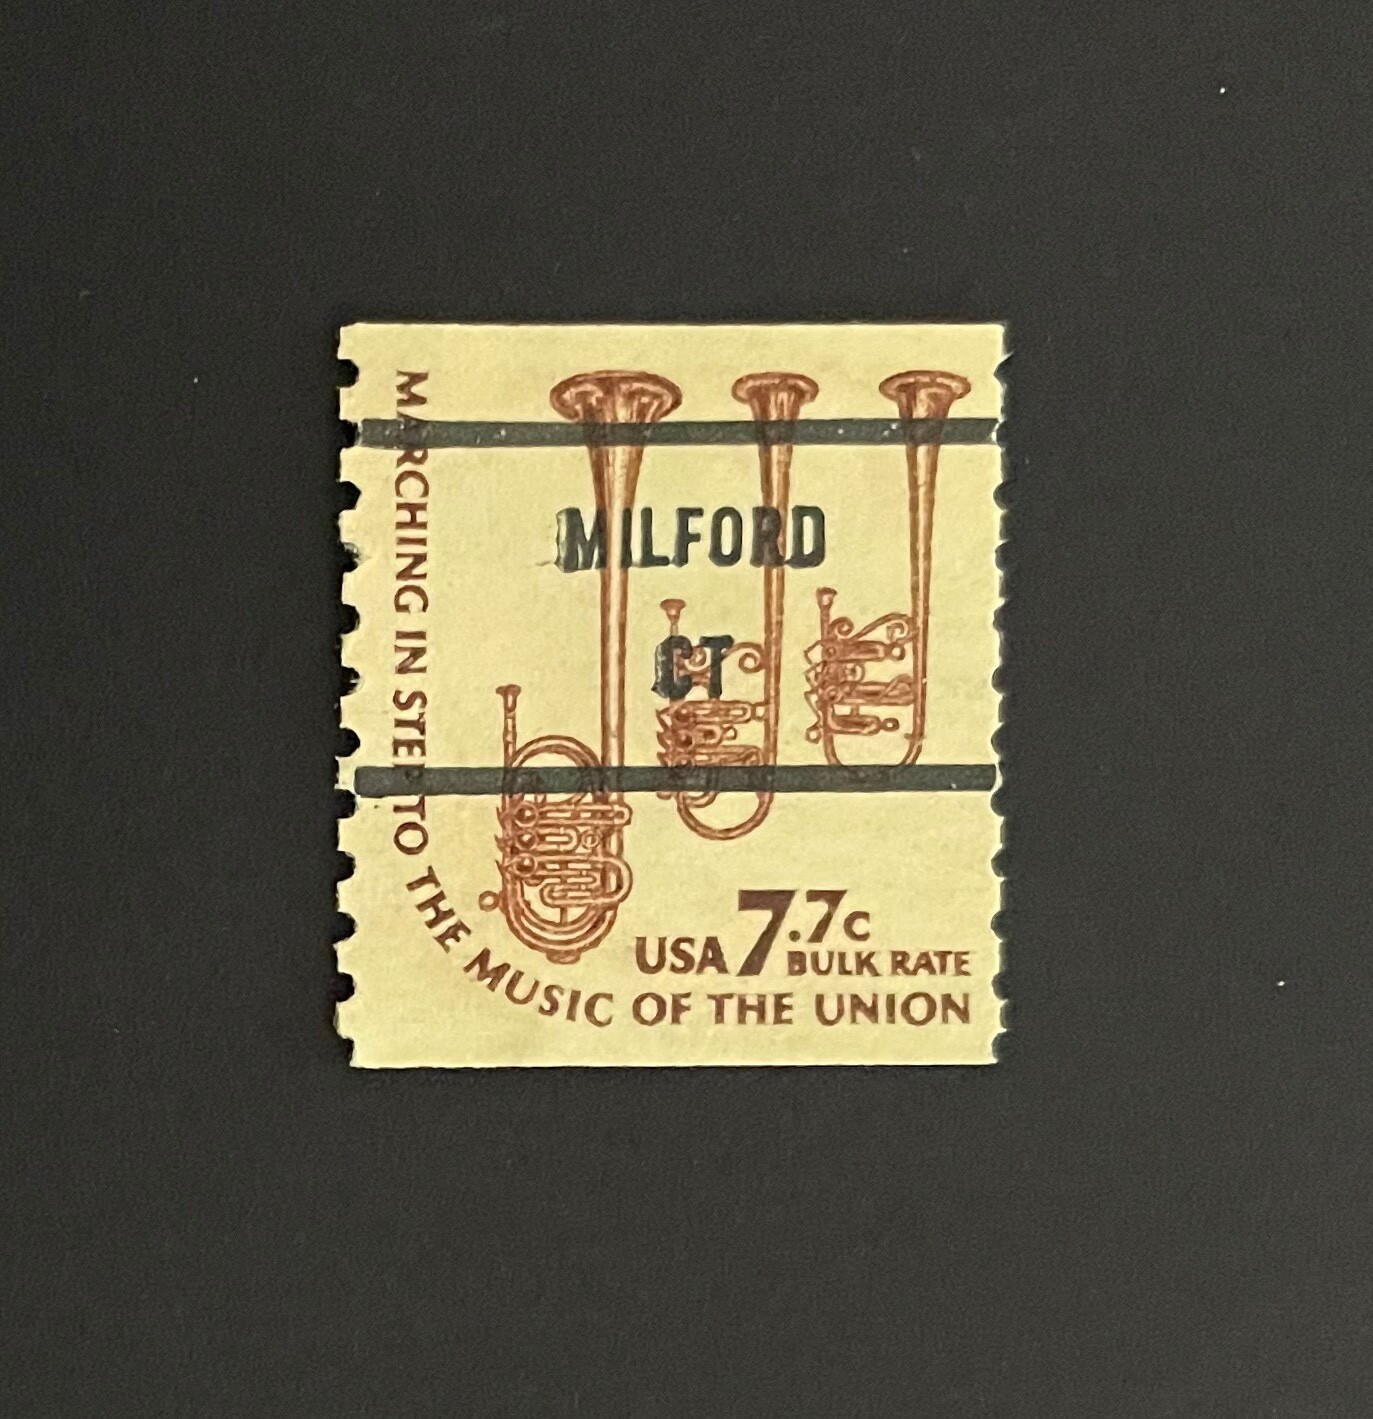 MARCHING IN STEP TO THE MUSIC OF THE UNION
MILFORD
CT
USA 7.7c
BULK RATE